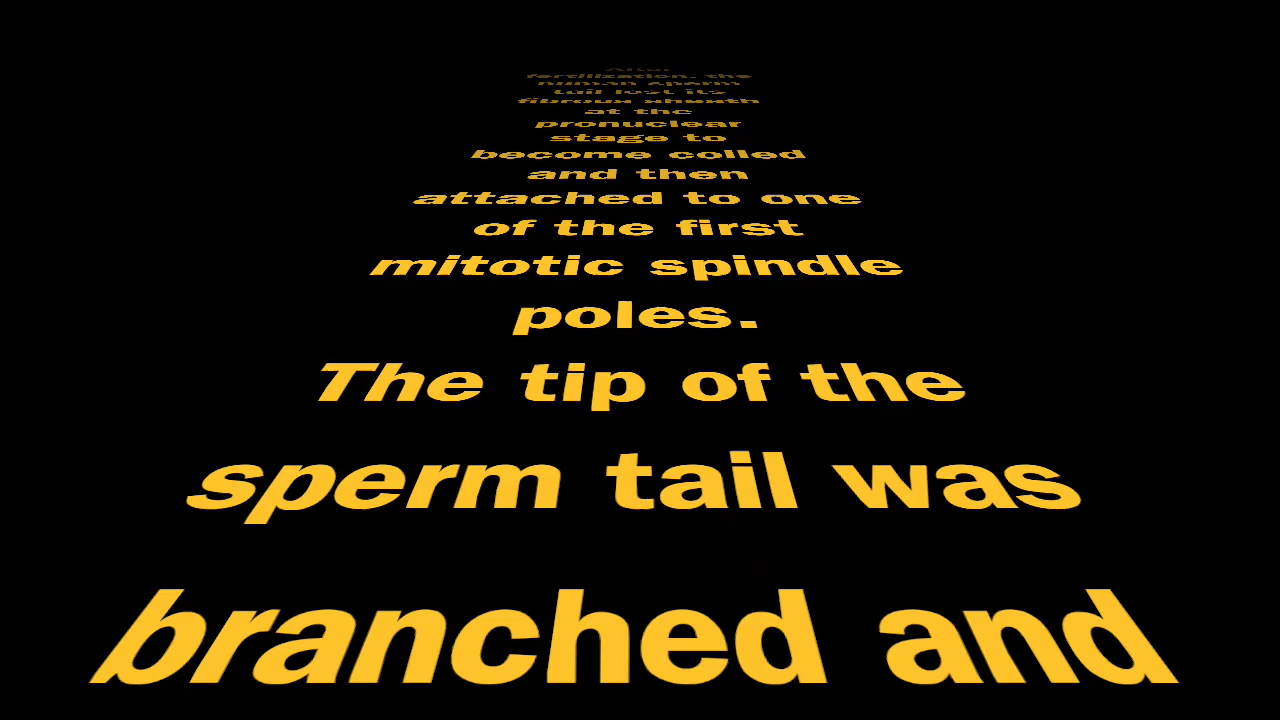 After
fertilization, the
human sperm
tail lost its
fibrous sheath
at the
pronuclear
stage to
become coiled
and then
attached to one
of the first
mitotic spindle
poles.
The tip of the
sperm tail was
branched and